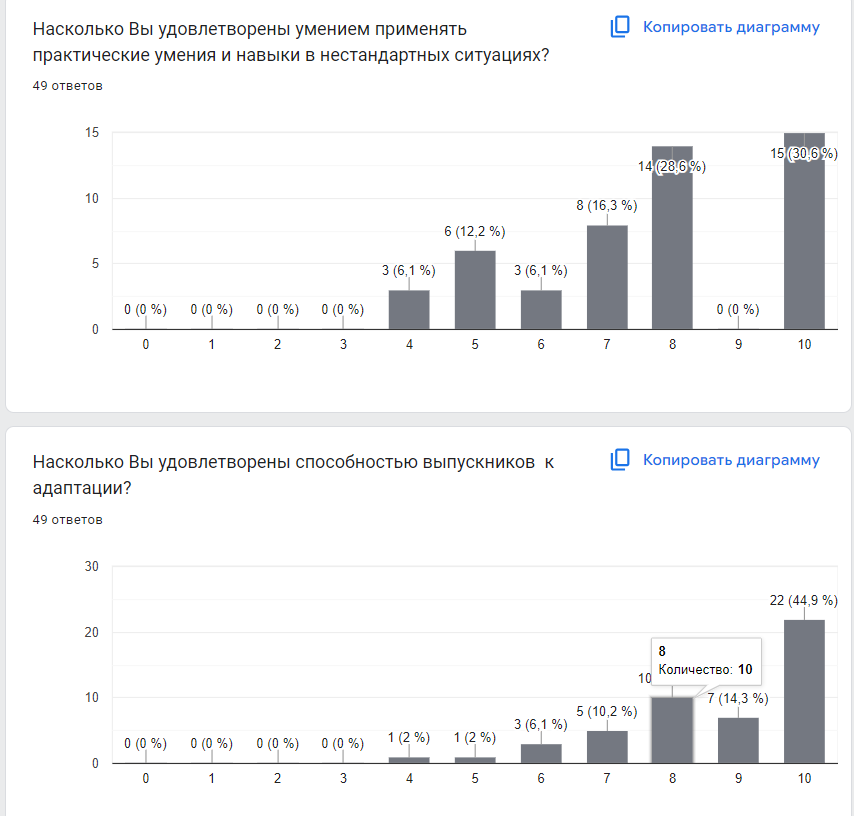 Насколько Вы удовлетворены умением применять
практические умения и навыки в нестандартных ситуациях?
Копировать диаграмму
49 ответов
15
10
5
0
0 (0 %)
0 (0 %)
0 (0 %)
0 (0 %)
3 (6,1 %)
6 (12,2 %)
3 (6,1 %)
8 (16,3 %)
14 (28,6 %)
0 (0 %)
15 (30,6 %)
0 1 2 3 4 5 6 7 8 9 10
Насколько Вы удовлетворены способностью выпускников к
адаптации?
Копировать диаграмму
49 ответов
30
20
10
0
0 (0 %)
0 (0 %)
0 (0 %)
0 (0 %)
1 (2 %)
1 (2 %)
3 (6,1 %)
5 (10,2 %)
10
8
Количество: 10
7 (14,3 %)
22 (44,9 %)
0 1 2 3 4 5 6 7 8 9 10